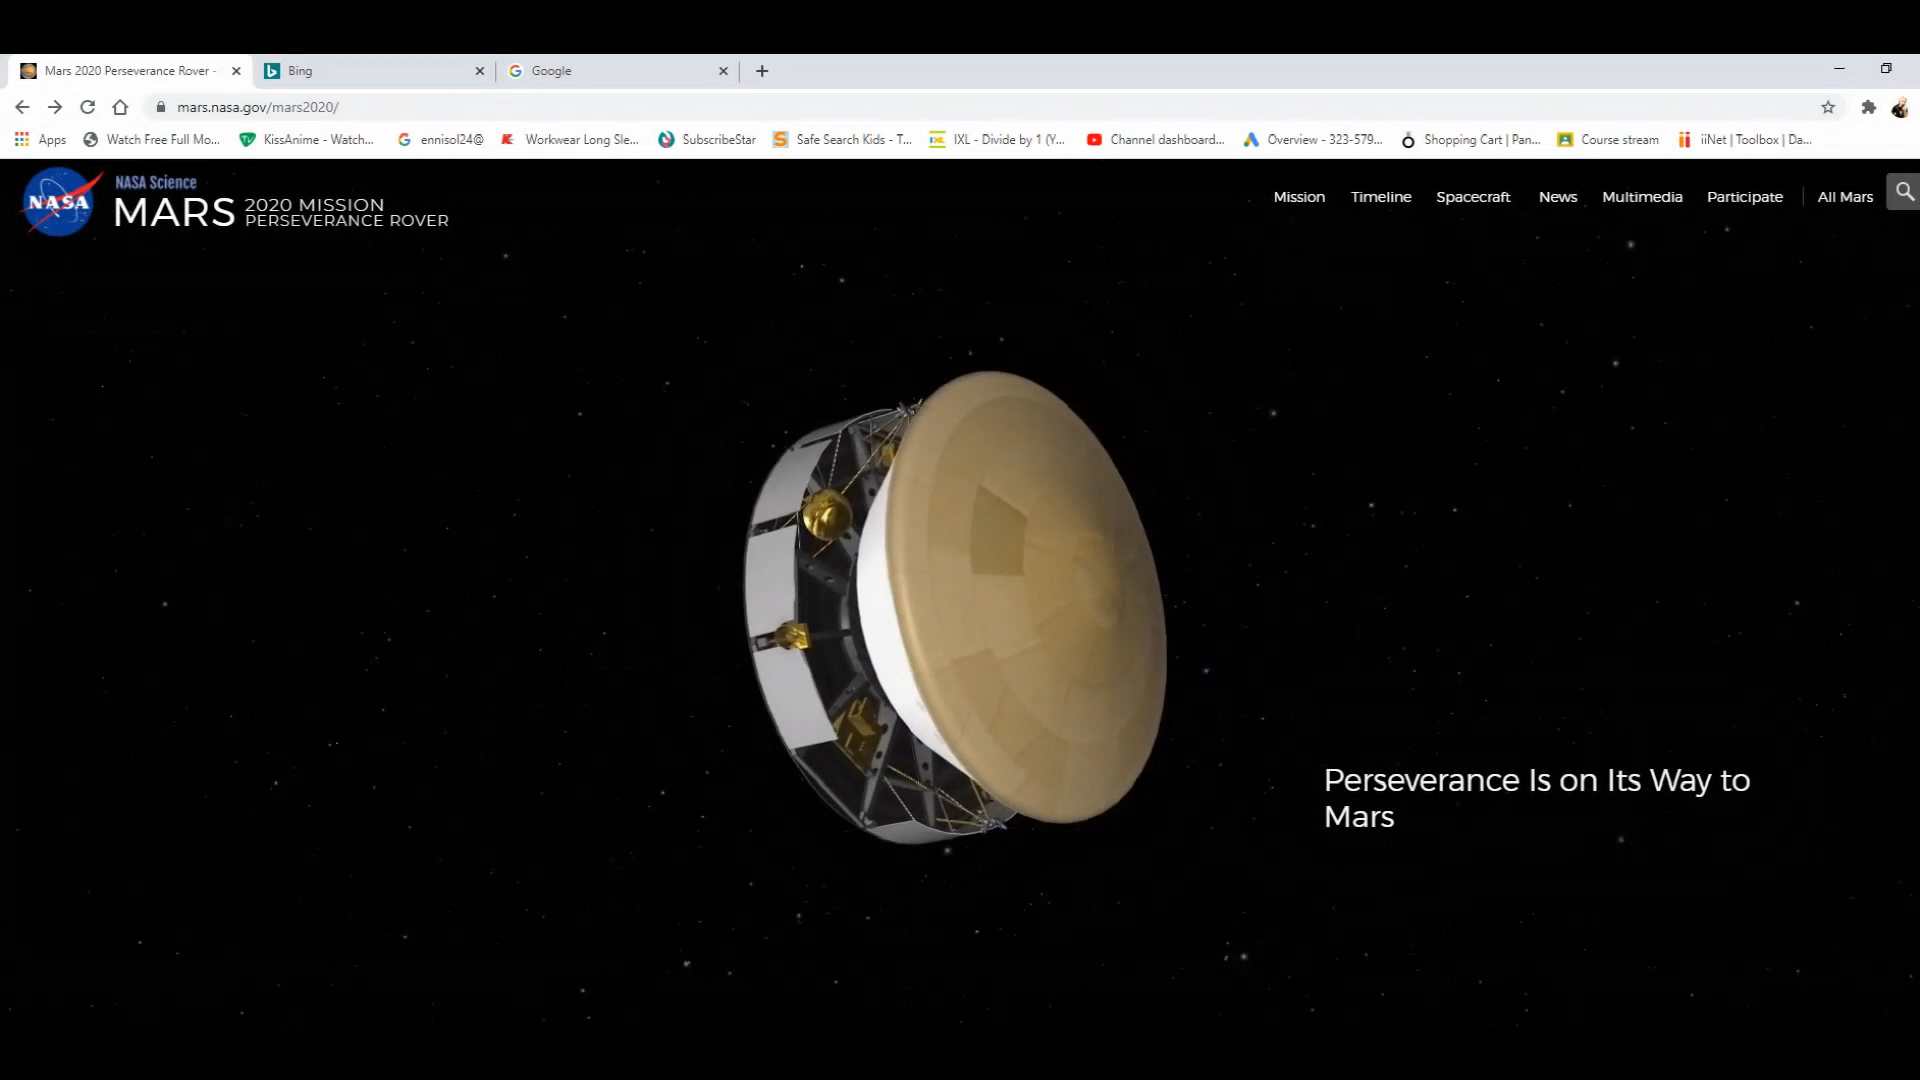 Mars 2020 Perseverance Rover -
Bing
Google
mars.nasa.gov/mars2020/
Apps
Watch Free Full Mo...
KissAnime - Watch...
ennisol24@
Workwear Long Sle...
SubscribeStar
Safe Search Kids - T...
IXL - Divide by 1 (Y...
Channel dashboard...
Overview - 323-579...
Shopping Cart | Pan...
Course stream
iiNet | Toolbox | Da...
NASA
NASA Science
MARS 2020 MISSION
PERSEVERANCE ROVER
Mission Timeline Spacecraft News Multimedia Participate All Mars
Perseverance Is on Its Way to
Mars